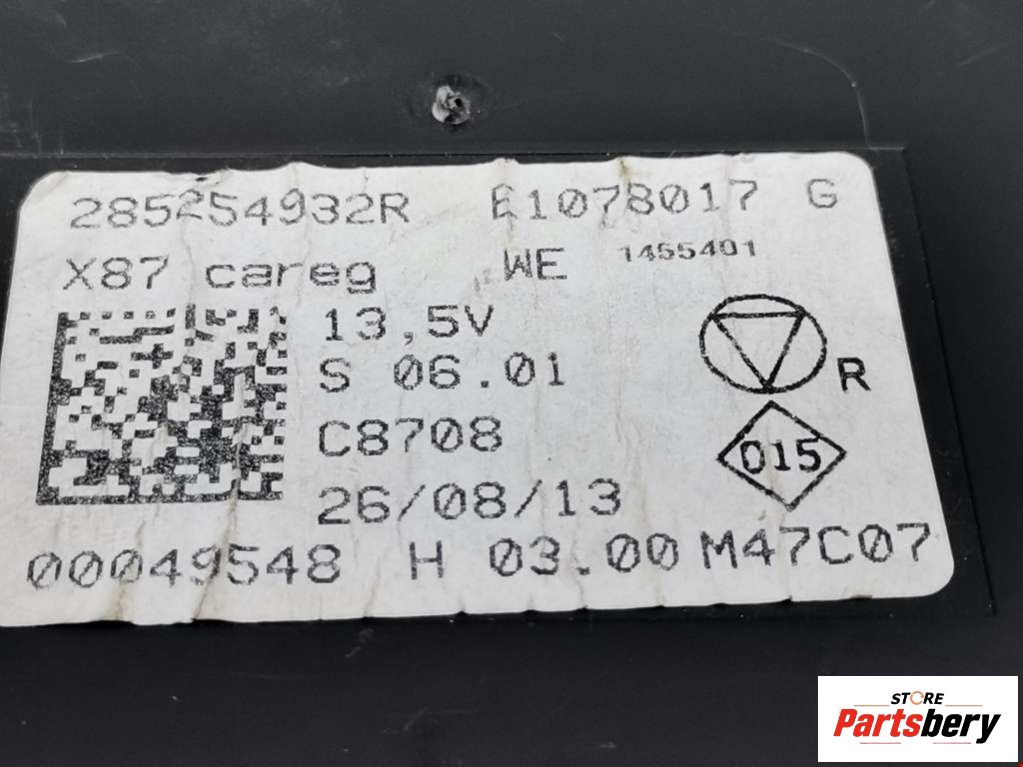 285254932R E1078017 G
X87 careg WE 1455401
13,5V
S 06.01
R
C8708
015
26/08/13
00049548 H 03.00 M47C07
STORE
Partsbery